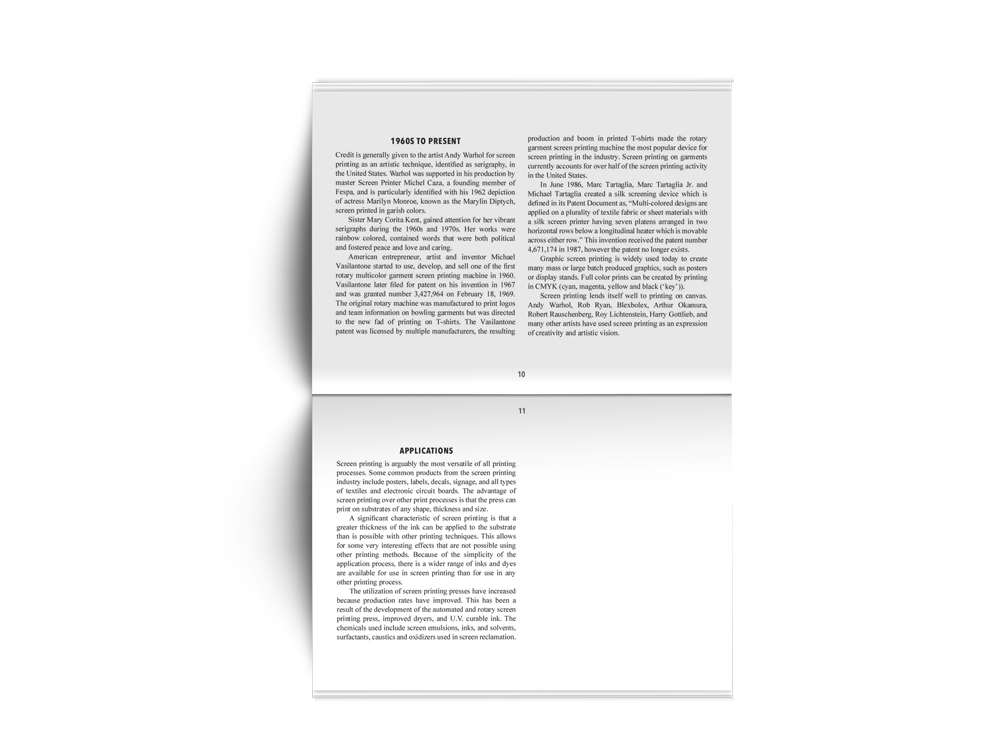 1960S TO PRESENT
Credit is generally given to the artist Andy Warhol for screen
printing as an artistic technique, identified as serigraphy, in
the United States. Warhol was supported in his production by
master Screen Printer Michel Caza, a founding member of
Fespa, and is particularly identified with his 1962 depiction
of actress Marilyn Monroe, known as the Marylin Diptych,
screen printed in garish colors.
Sister Mary Corita Kent, gained attention for her vibrant
serigraphs during the 1960s and 1970s. Her works were
rainbow colored, contained words that were both political
and fostered peace and love and caring.
American entrepreneur, artist and inventor Michael
Vasilantone started to use, develop, and sell one of the first
rotary multicolor garment screen printing machine in 1960.
Vasilantone later filed for patent on his invention in 1967
and was granted number 3,427,964 on February 18, 1969.
The original rotary machine was manufactured to print logos
and team information on bowling garments but was directed
to the new fad of printing on T-shirts. The Vasilantone
patent was licensed by multiple manufacturers, the resulting
production and boom in printed T-shirts made the rotary
garment screen printing machine the most popular device for
screen printing in the industry. Screen printing on garments
currently accounts for over half of the screen printing activity
in the United States.
In June 1986, Marc Tartaglia, Marc Tartaglia Jr. and
Michael Tartaglia created a silk screening device which is
defined in its Patent Document as, “Multi-colored designs are
applied on a plurality of textile fabric or sheet materials with
a silk screen printer having seven platens arranged in two
horizontal rows below a longitudinal heater which is movable
across either row.” This invention received the patent number
4,671,174 in 1987, however the patent no longer exists.
Graphic screen printing is widely used today to create
many mass or large batch produced graphics, such as posters
or display stands. Full color prints can be created by printing
in CMYK (cyan, magenta, yellow and black (‘key’)).
Screen printing lends itself well to printing on canvas.
Andy Warhol, Rob Ryan, Blexbolex, Arthur Okamura,
Robert Rauschenberg, Roy Lichtenstein, Harry Gottlieb, and
many other artists have used screen printing as an expression
of creativity and artistic vision.
10
11
APPLICATIONS
Screen printing is arguably the most versatile of all printing
processes. Some common products from the screen printing
industry include posters, labels, decals, signage, and all types
of textiles and electronic circuit boards. The advantage of
screen printing over other print processes is that the press can
print on substrates of any shape, thickness and size.
A significant characteristic of screen printing is that a
greater thickness of the ink can be applied to the substrate
than is possible with other printing techniques. This allows
for some very interesting effects that are not possible using
other printing methods. Because of the simplicity of the
application process, there is a wider range of inks and dyes
are available for use in screen printing than for use in any
other printing process.
The utilization of screen printing presses have increased
because production rates have improved. This has been a
result of the development of the automated and rotary screen
printing press, improved dryers, and U.V. curable ink. The
chemicals used include screen emulsions, inks, and solvents,
surfactants, caustics and oxidizers used in screen reclamation.